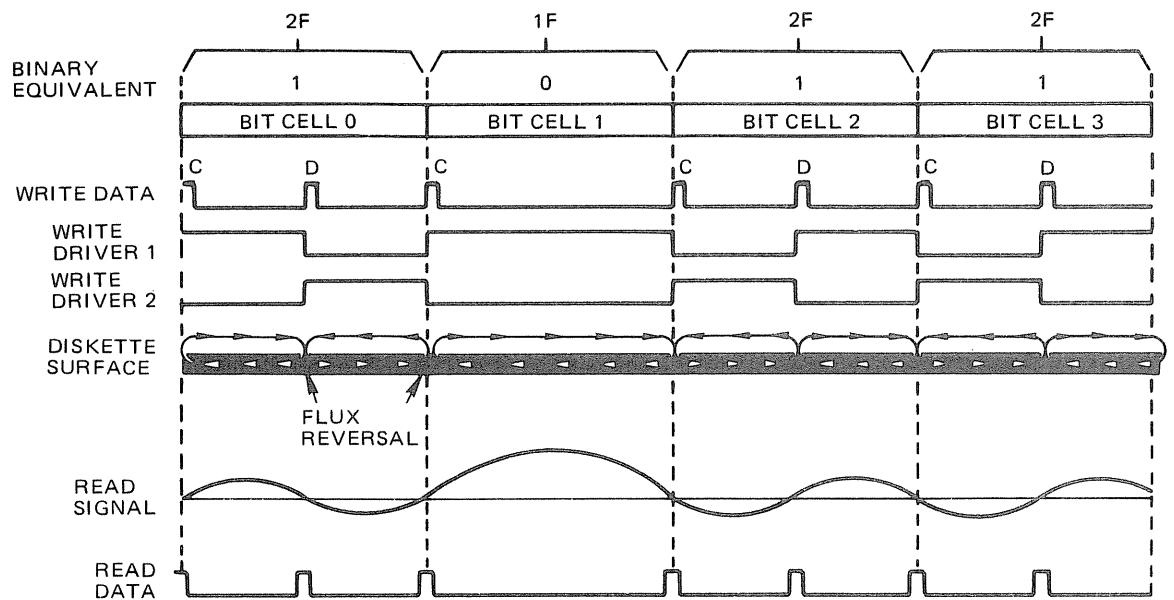 2F 1F 2F 2F
BINARY
EQUIVALENT
1 0 1 1
BIT CELL 0 BIT CELL 1 BIT CELL 2 BIT CELL 3
C D C C D C D
WRITE DATA
WRITE
DRIVER 1
WRITE
DRIVER 2
DISKETTE
SURFACE
FLUX
REVERSAL
READ
SIGNAL
READ
DATA